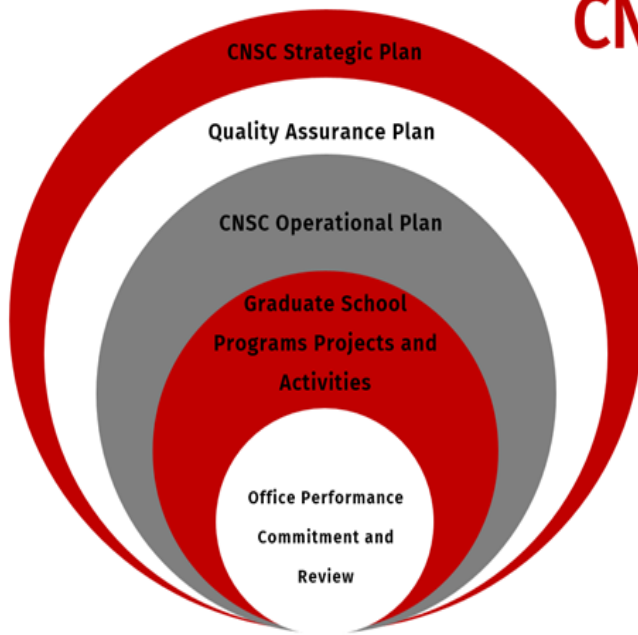 CN
CNSC Strategic Plan
Quality Assurance Plan
CNSC Operational Plan
Graduate School
Programs Projects and
Activities
Office Performance
Commitment and
Review